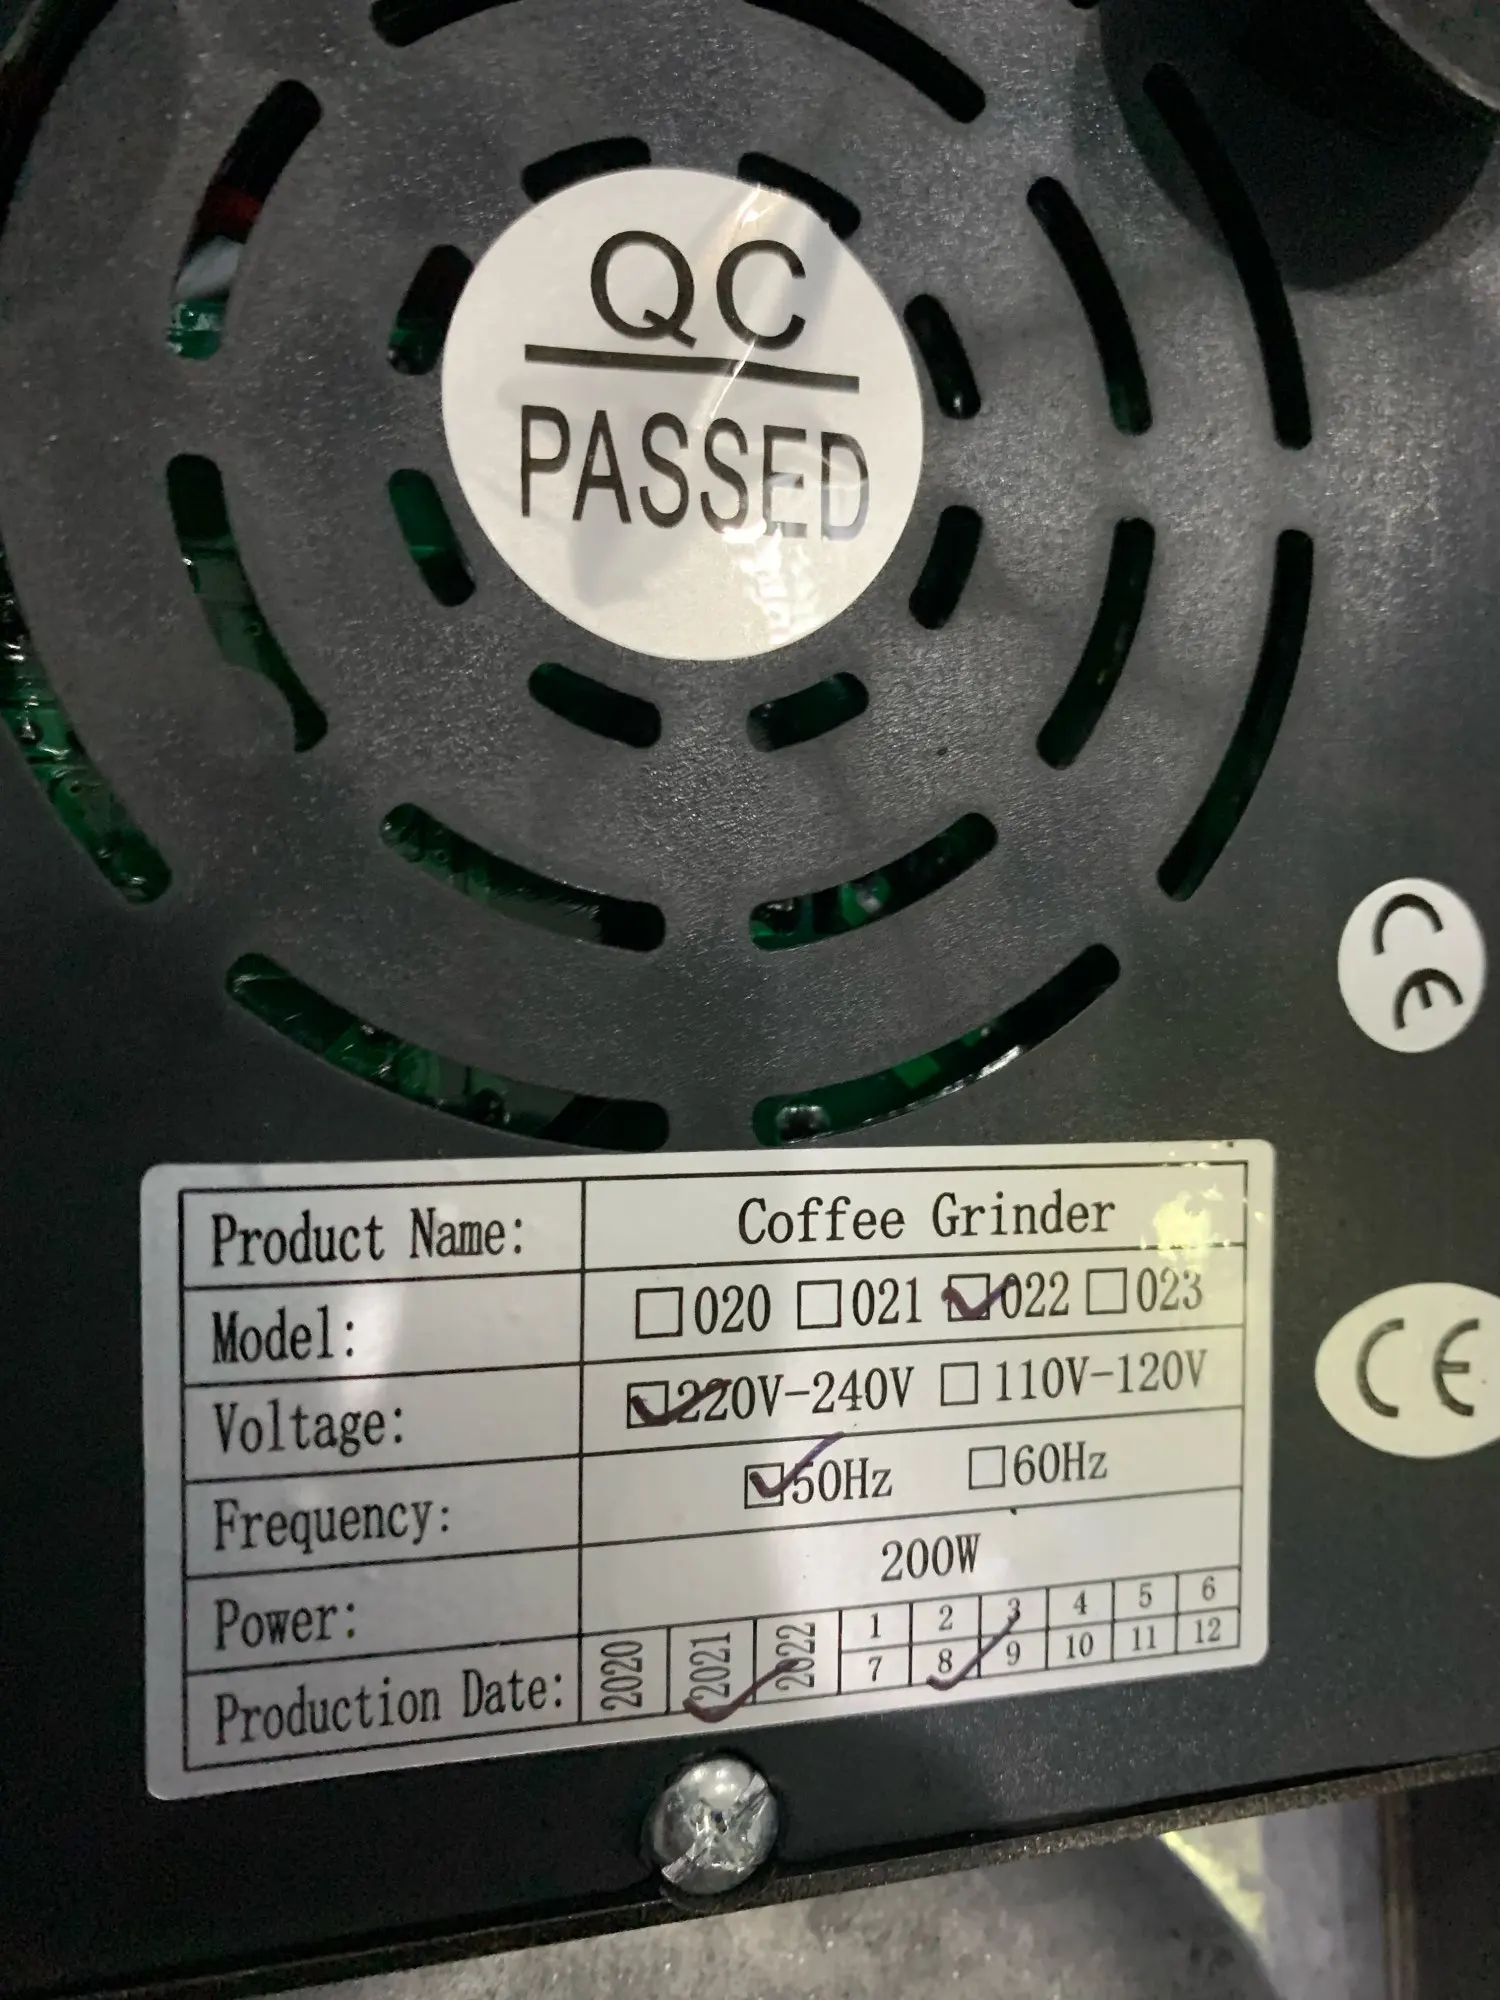 QC
PASSED
CE
CE
Product Name: Coffee Grinder
Model: □020 □021 ☑022 □023
Voltage: ☑220V-240V □110V-120V
Frequency: ☑50Hz □60Hz
Power: 200W
Production Date: 2020 2021 2022
1 2 3 4 5 6
7 8 9 10 11 12